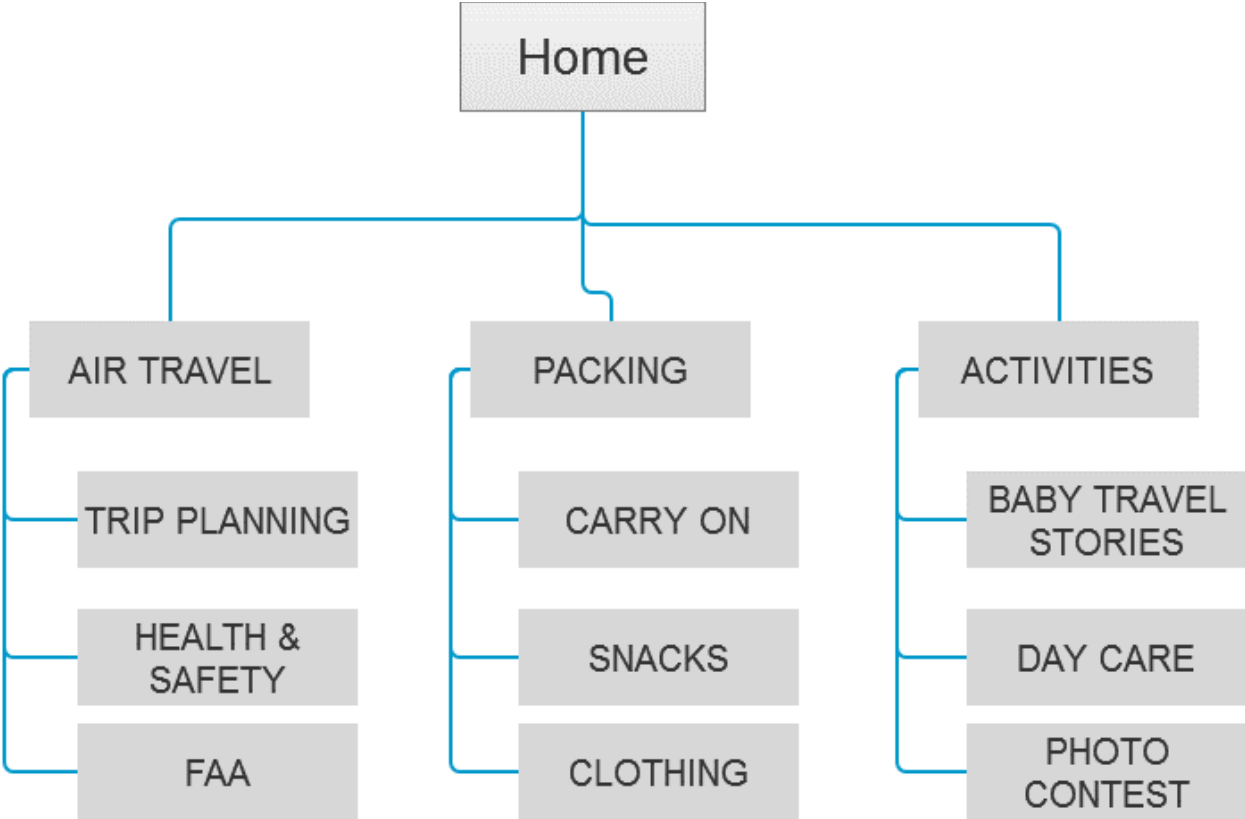 Home
AIR TRAVEL
TRIP PLANNING
HEALTH &
SAFETY
FAA
PACKING
CARRY ON
SNACKS
CLOTHING
ACTIVITIES
BABY TRAVEL
STORIES
DAY CARE
PHOTO
CONTEST